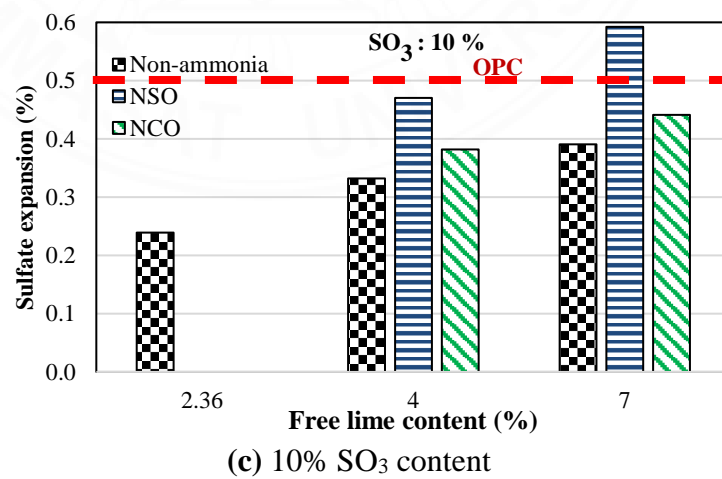 0.6
SO3 : 10 %
Non-ammonia
OPC
0.5
NSO
0.4
NCO
0.3
0.2
0.1
0.0
Sulfate expansion (%)
2.36 4 7
Free lime content (%)
(c) 10% SO₃ content